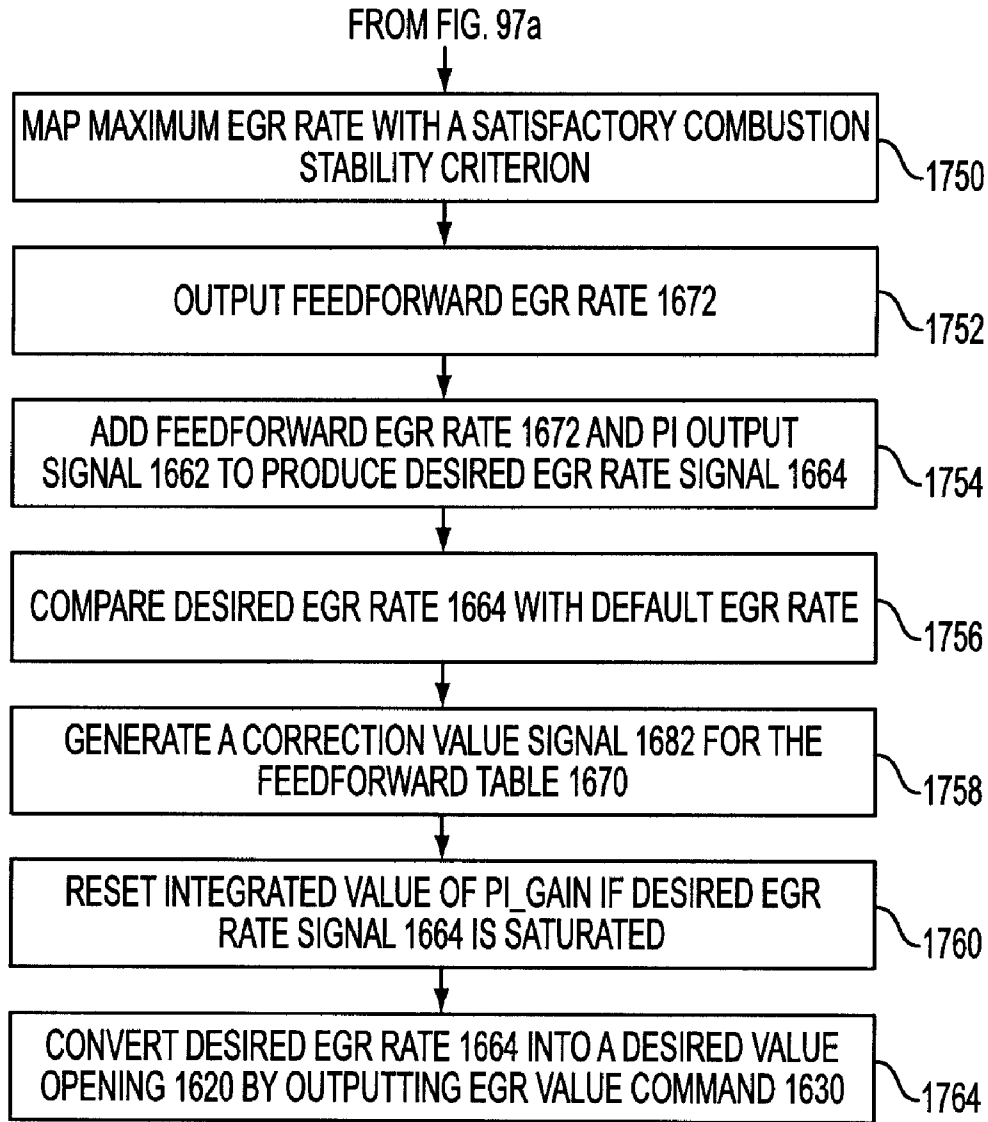 FROM FIG. 97a
MAP MAXIMUM EGR RATE WITH A SATISFACTORY COMBUSTION
STABILITY CRITERION
1750
OUTPUT FEEDFORWARD EGR RATE 1672
1752
ADD FEEDFORWARD EGR RATE 1672 AND PI OUTPUT
SIGNAL 1662 TO PRODUCE DESIRED EGR RATE SIGNAL 1664
1754
COMPARE DESIRED EGR RATE 1664 WITH DEFAULT EGR RATE
1756
GENERATE A CORRECTION VALUE SIGNAL 1682 FOR THE
FEEDFORWARD TABLE 1670
1758
RESET INTEGRATED VALUE OF PI_GAIN IF DESIRED EGR
RATE SIGNAL 1664 IS SATURATED
1760
CONVERT DESIRED EGR RATE 1664 INTO A DESIRED VALUE
OPENING 1620 BY OUTPUTTING EGR VALUE COMMAND 1630
1764